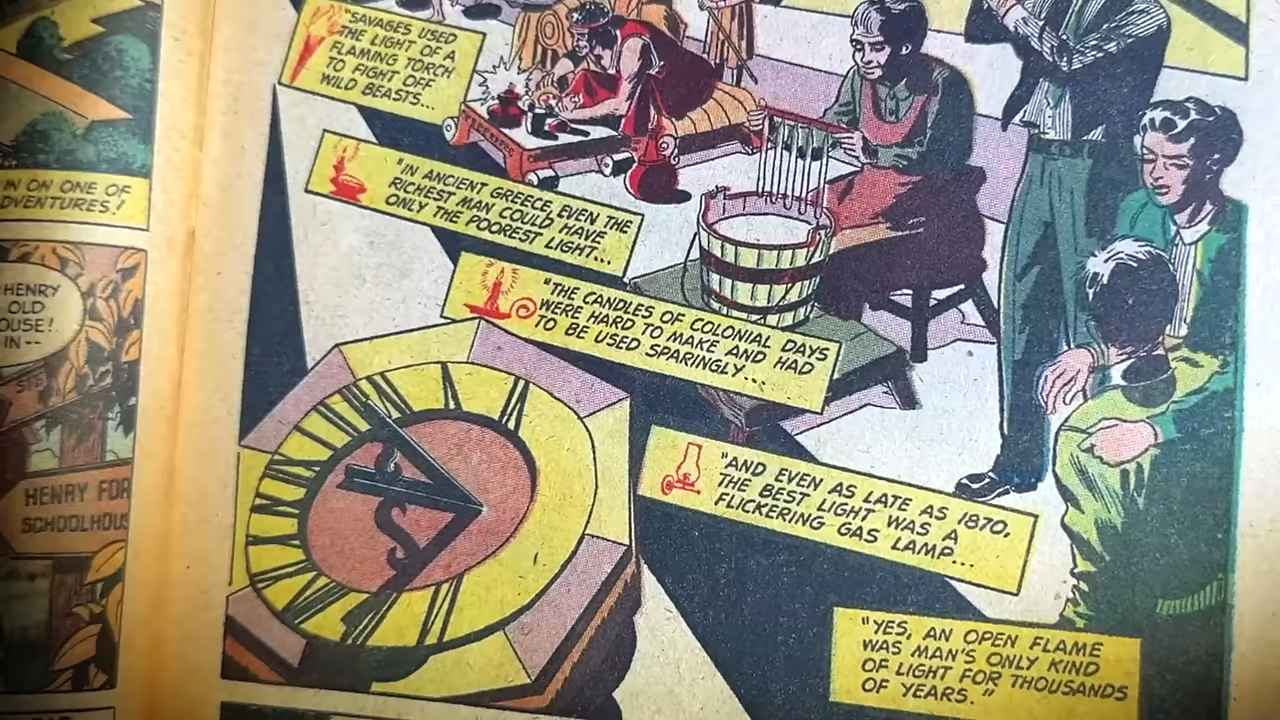 IN ON ONE OF
DVENTURES!
HENRY
OLD
OUSE!
IN--
HENRY FOR
SCHOOLHOUS
"SAVAGES USED
THE LIGHT OF A
FLAMING TORCH
TO FIGHT OFF
WILD BEASTS...
"IN ANCIENT GREECE, EVEN THE
RICHEST MAN COULD HAVE
ONLY THE POOREST LIGHT...
"THE CANDLES OF COLONIAL DAYS
WERE HARD TO MAKE AND HAD
TO BE USED SPARINGLY...
"AND EVEN AS LATE AS 1870,
THE BEST LIGHT WAS A
FLICKERING GAS LAMP...
"YES, AN OPEN FLAME
WAS MAN'S ONLY KIND
OF LIGHT FOR THOUSANDS
OF YEARS."